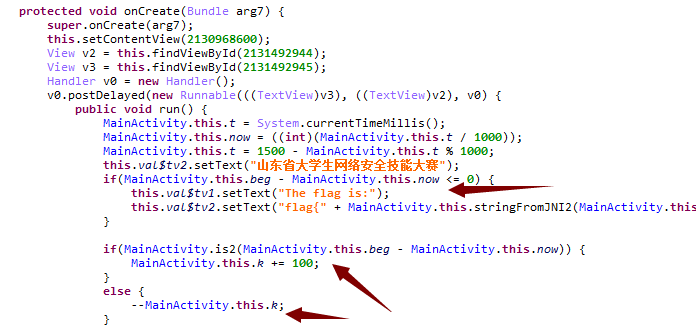 protected void onCreate(Bundle arg7) {
super.onCreate(arg7);
this.setContentView(2130968600);
View v2 = this.findViewById(2131492944);
View v3 = this.findViewById(2131492945);
Handler v0 = new Handler();
v0.postDelayed(new Runnable(((TextView)v3), ((TextView)v2), v0) {
public void run() {
MainActivity.this.t = System.currentTimeMillis();
MainActivity.this.now = ((int)(MainActivity.this.t / 1000));
MainActivity.this.t = 1500 - MainActivity.this.t % 1000;
this.val$tv2.setText("山东省大学生网络安全技能大赛");
if(MainActivity.this.beg - MainActivity.this.now <= 0) {
this.val$tv1.setText("The flag is:");
this.val$tv2.setText("flag{" + MainActivity.this.stringFromJNI2(MainActivity.this
}
if(MainActivity.is2(MainActivity.this.beg - MainActivity.this.now)) {
MainActivity.this.k += 100;
}
else {
--MainActivity.this.k;
}